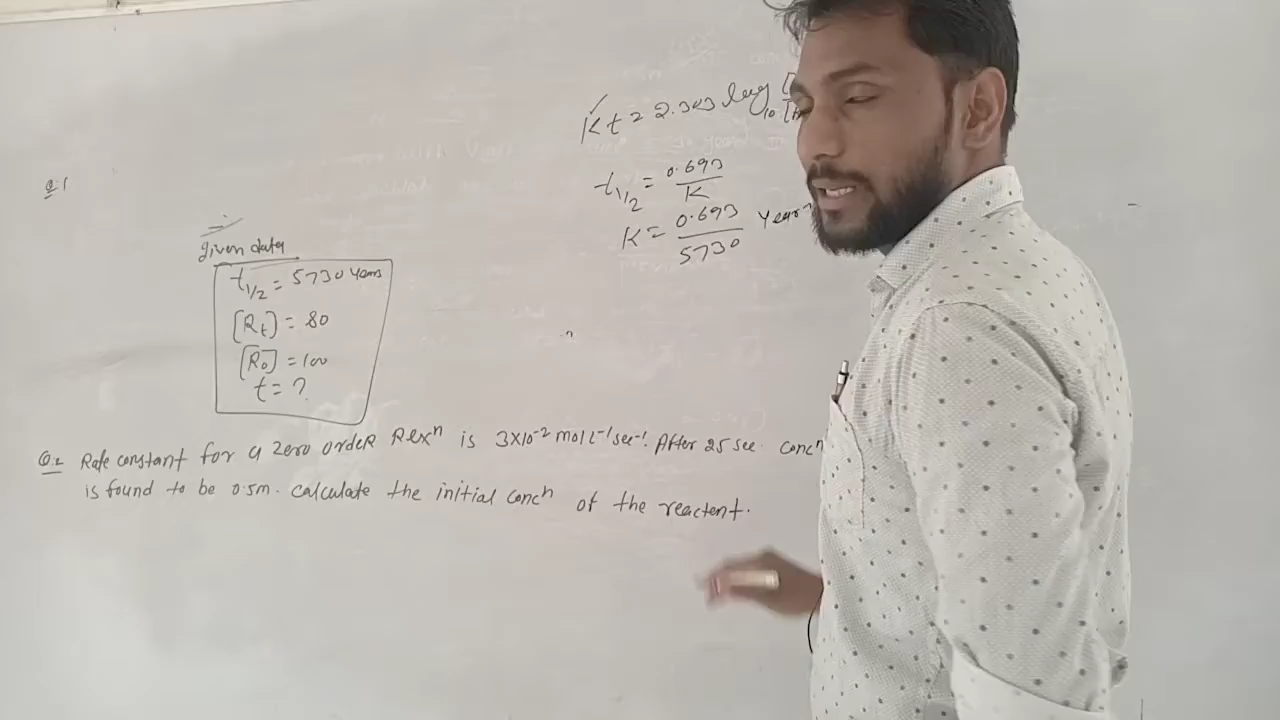 Kt = 2.303 log10
t1/2 = 0.693/K
K = 0.693/5730 Year
Q.1
given data
t1/2 = 5730 Years
[Rt] = 80
[R0] = 100
t = ?
Q.2 Rate constant for a zero order Rexⁿ is 3×10⁻² mol L⁻¹ sec⁻¹. After 25 sec. concⁿ
is found to be 0.5m. calculate the initial concⁿ of the reactent.